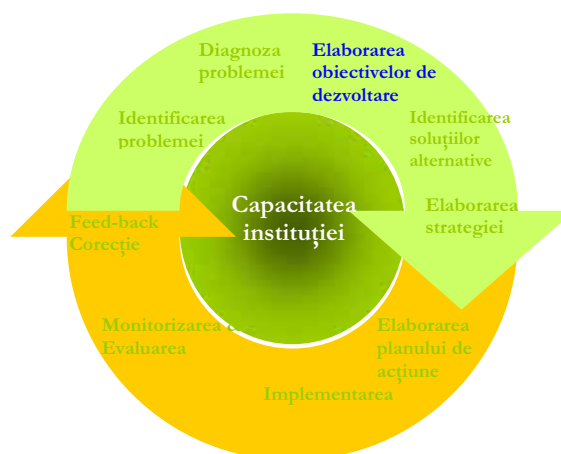 Diagnoza
problemei
Elaborarea
obiectivelor de
dezvoltare
Identificarea
problemei
Identificarea
soluțiilor
alternative
Capacitatea
instituției
Elaborarea
strategiei
Feed-back
Corecție
Monitorizarea
Evaluarea
Elaborarea
planului de
acțiune
Implementarea